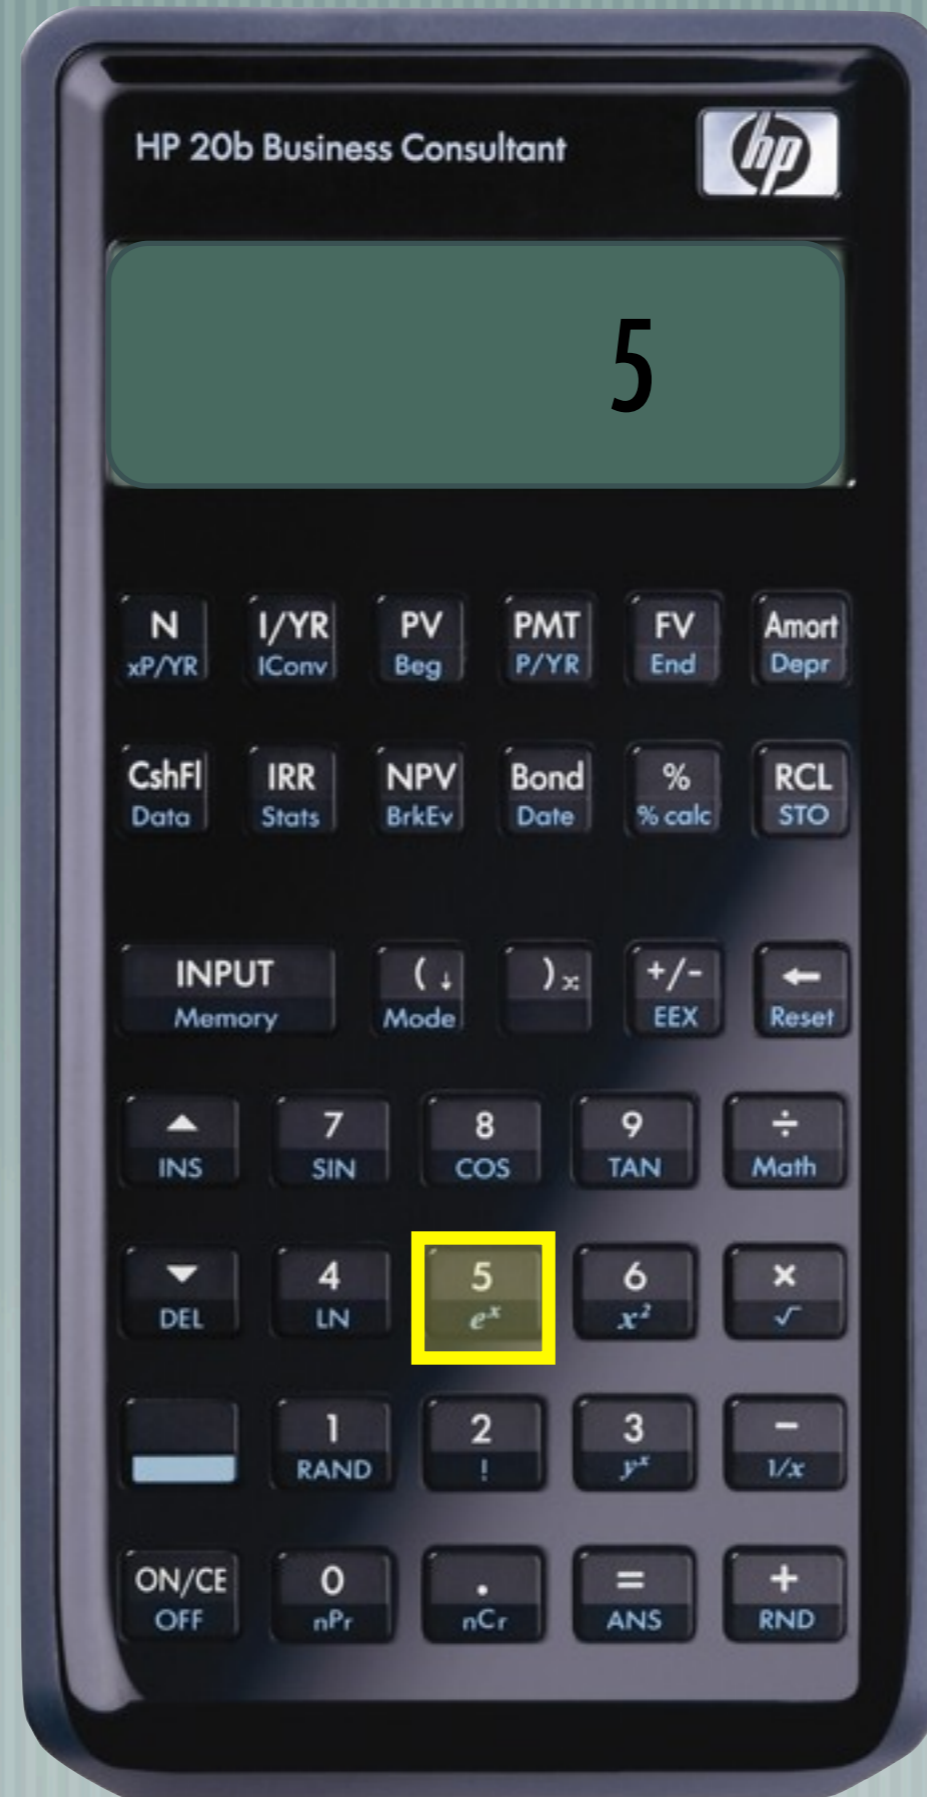 HP 20b Business Consultant
hp
5
N I/YR PV PMT FV Amort
xP/YR IConv Beg P/YR End Depr
CshFl IRR NPV Bond % RCL
Data Stats BrkEv Date % calc STO
INPUT (↓ )x +/- ←
Memory Mode EEX Reset
▲ 7 8 9 ÷
INS SIN COS TAN Math
▼ 4 5 6 ×
DEL LN eˣ x² √
1 2 3 −
RAND ! yˣ 1/x
ON/CE 0 . = +
OFF nPr nCr ANS RND